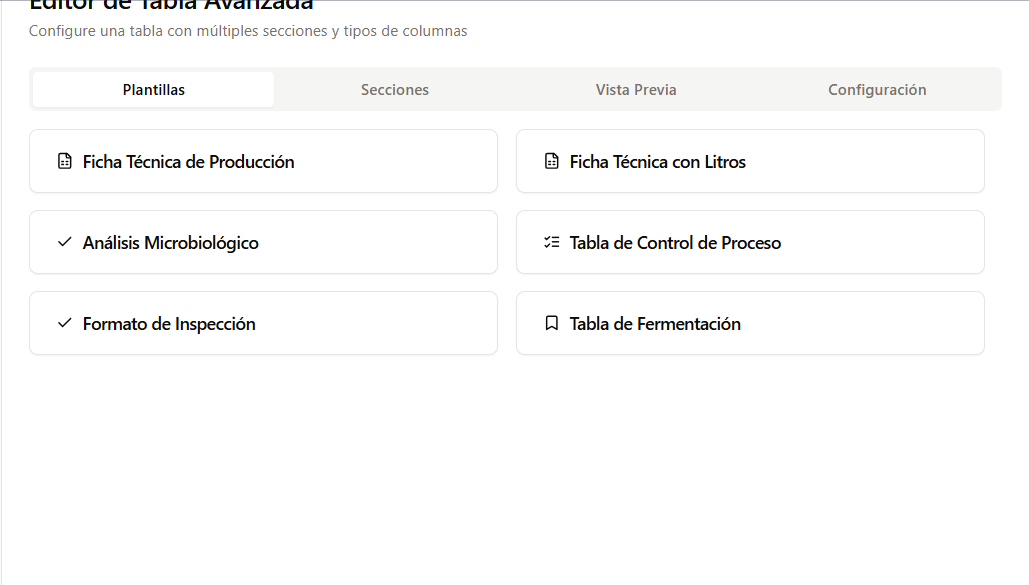 Editor de Tabla Avanzada
Configure una tabla con múltiples secciones y tipos de columnas
Plantillas Secciones Vista Previa Configuración
Ficha Técnica de Producción Ficha Técnica con Litros
Análisis Microbiológico Tabla de Control de Proceso
Formato de Inspección Tabla de Fermentación